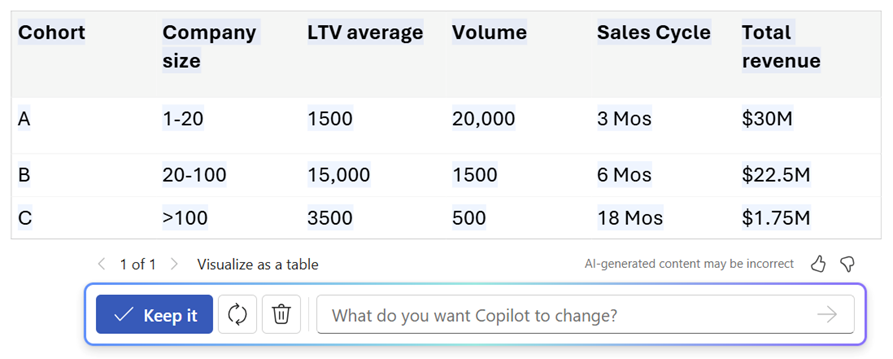 Cohort Company size LTV average Volume Sales Cycle Total revenue
A 1-20 1500 20,000 3 Mos $30M
B 20-100 15,000 1500 6 Mos $22.5M
C >100 3500 500 18 Mos $1.75M
1 of 1 Visualize as a table AI-generated content may be incorrect
Keep it What do you want Copilot to change?